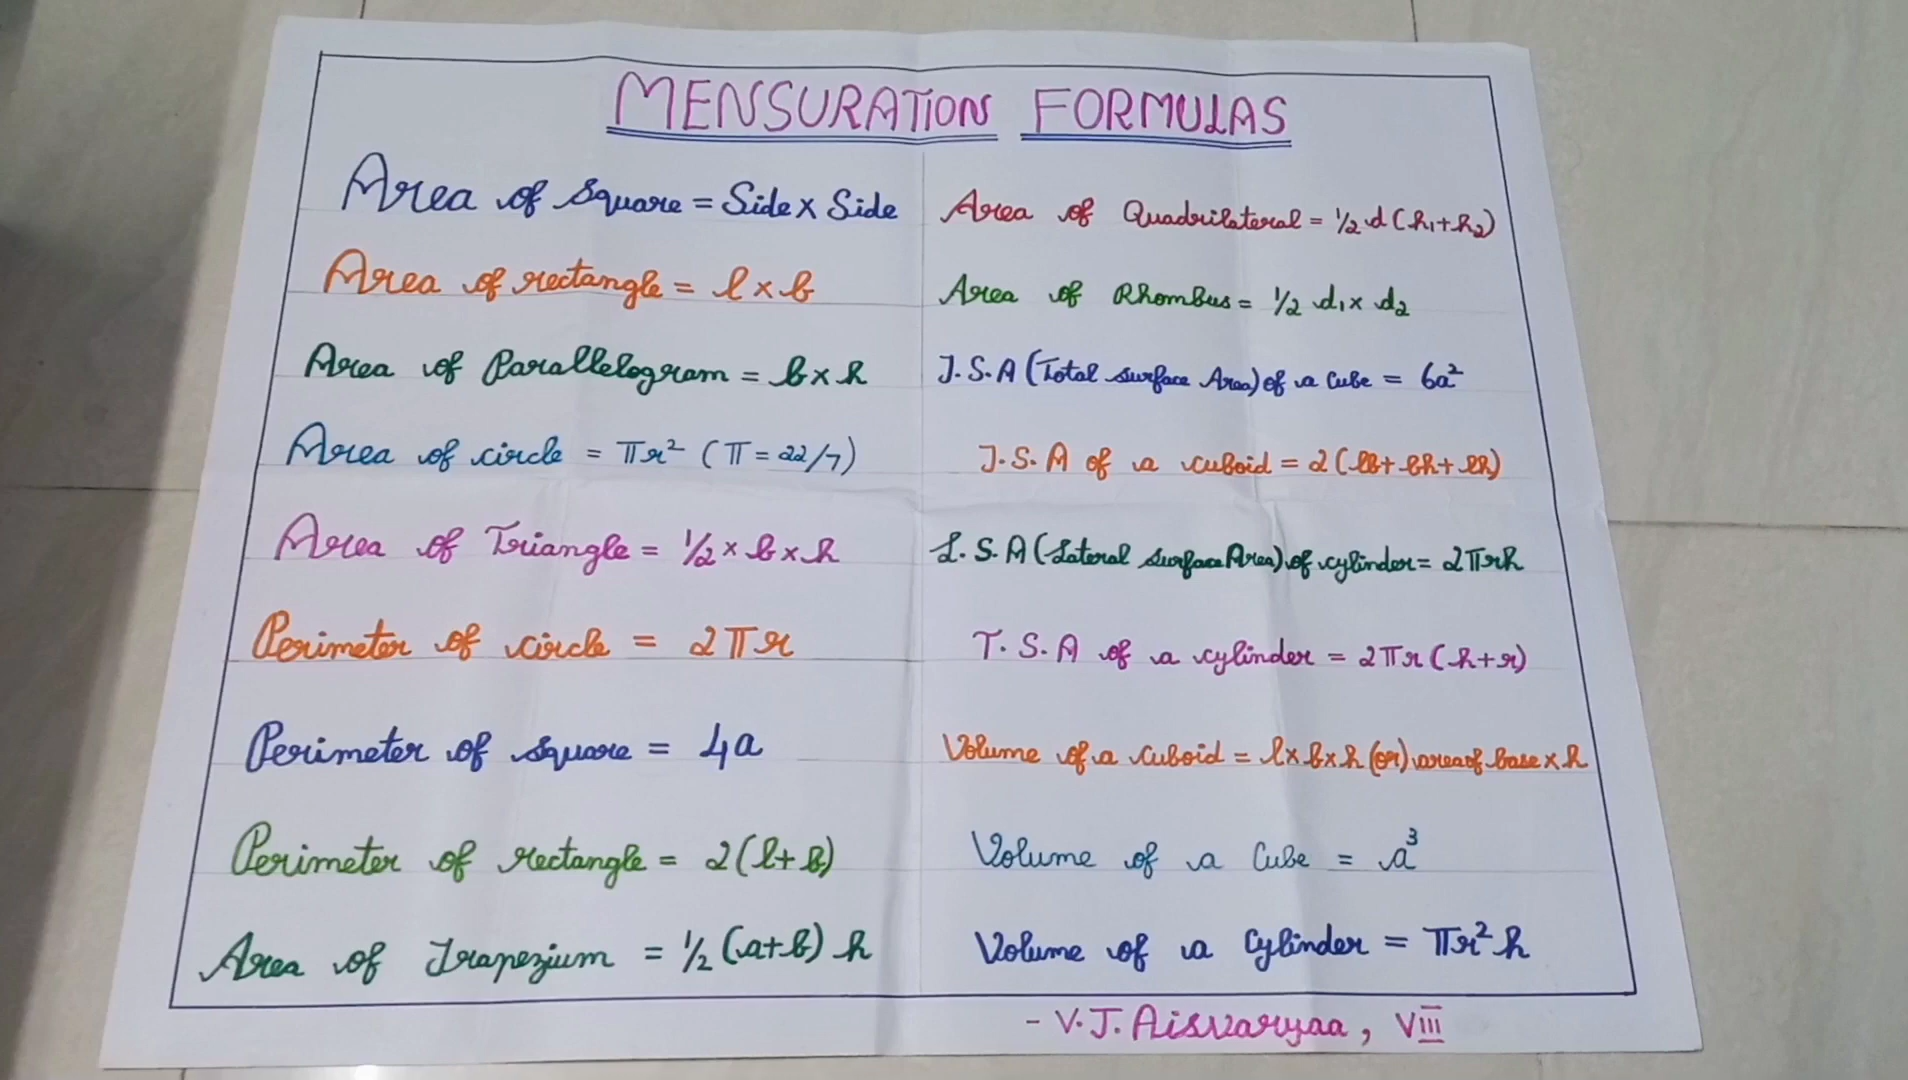 MENSURATION FORMULAS
Area of Square = Side x Side
Area of rectangle = l x b
Area of Parallelogram = b x h
Area of circle = πr² (π = 22/7)
Area of Triangle = 1/2 x b x h
Perimeter of circle = 2πr
Perimeter of square = 4a
Perimeter of rectangle = 2(l+b)
Area of Trapezium = 1/2 (a+b) h
Area of Quadrilateral = 1/2 d (h₁+h₂)
Area of Rhombus = 1/2 d₁ x d₂
T.S.A (Total surface Area) of a Cube = 6a²
T.S.A of a cuboid = 2(lb+bh+lh)
L.S.A (Lateral Surface Area) of cylinder = 2πrh
T.S.A of a cylinder = 2πr(h+r)
Volume of a cuboid = l x b x h (or) area of base x h
Volume of a Cube = a³
Volume of a Cylinder = πr²h
- V.J. Aisvaryaa, VIII